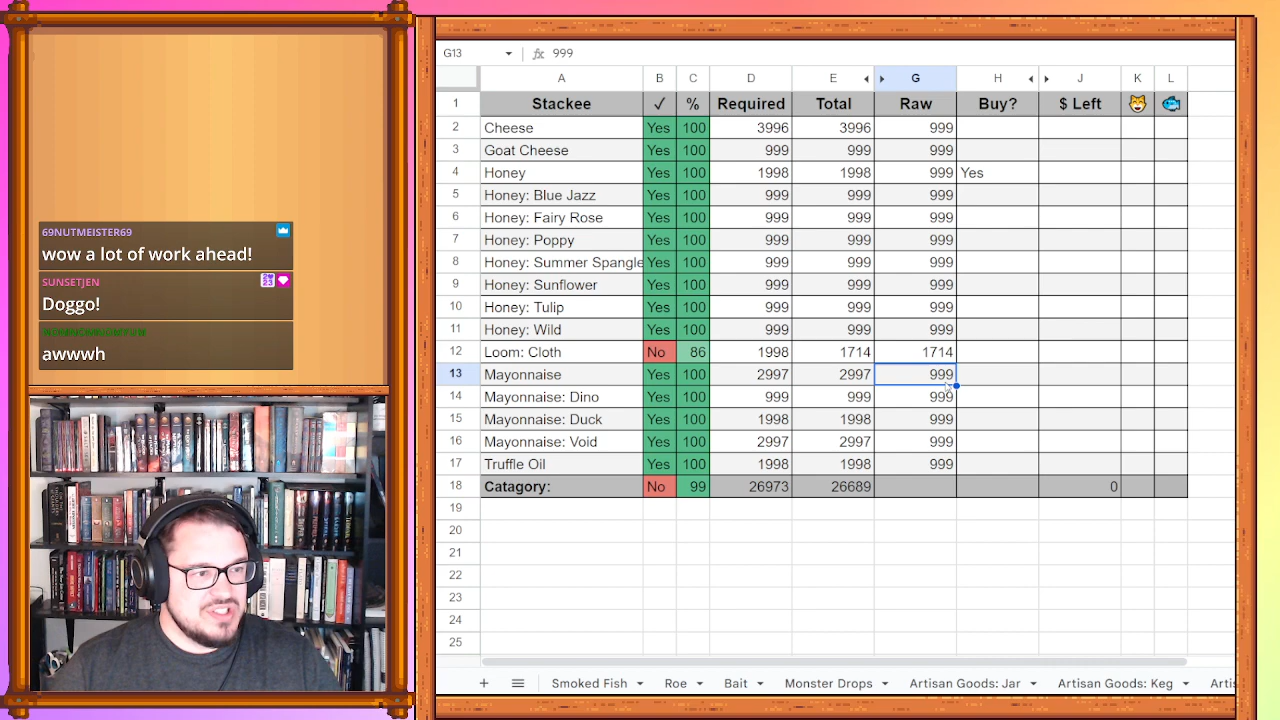 69NUTMEISTER69
wow a lot of work ahead!
SUNSETJEN
Doggo!
awwwh
G13 fx 999
A B C D E G H J K L
1 Stackee ✓ % Required Total Raw Buy? $ Left
2 Cheese Yes 100 3996 3996 999
3 Goat Cheese Yes 100 999 999 999
4 Honey Yes 100 1998 1998 999 Yes
5 Honey: Blue Jazz Yes 100 999 999 999
6 Honey: Fairy Rose Yes 100 999 999 999
7 Honey: Poppy Yes 100 999 999 999
8 Honey: Summer Spangle Yes 100 999 999 999
9 Honey: Sunflower Yes 100 999 999 999
10 Honey: Tulip Yes 100 999 999 999
11 Honey: Wild Yes 100 999 999 999
12 Loom: Cloth No 86 1998 1714 1714
13 Mayonnaise Yes 100 2997 2997 999
14 Mayonnaise: Dino Yes 100 999 999 999
15 Mayonnaise: Duck Yes 100 1998 1998 999
16 Mayonnaise: Void Yes 100 2997 2997 999
17 Truffle Oil Yes 100 1998 1998 999
18 Catagory: No 99 26973 26689 0
19
20
21
22
23
24
25
+ Smoked Fish Roe Bait Monster Drops Artisan Goods: Jar Artisan Goods: Keg Artis